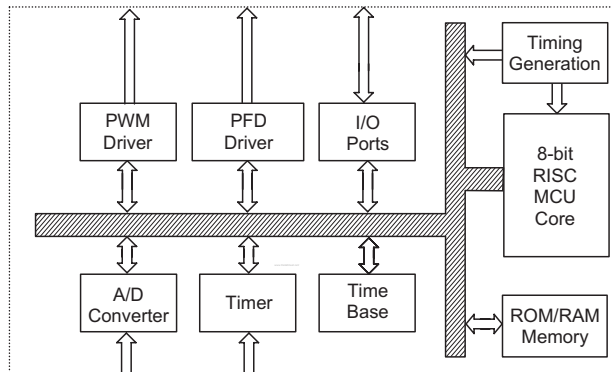 Timing
Generation
PWM
Driver
PFD
Driver
I/O
Ports
8-bit
RISC
MCU
Core
A/D
Converter
Timer
Time
Base
ROM/RAM
Memory